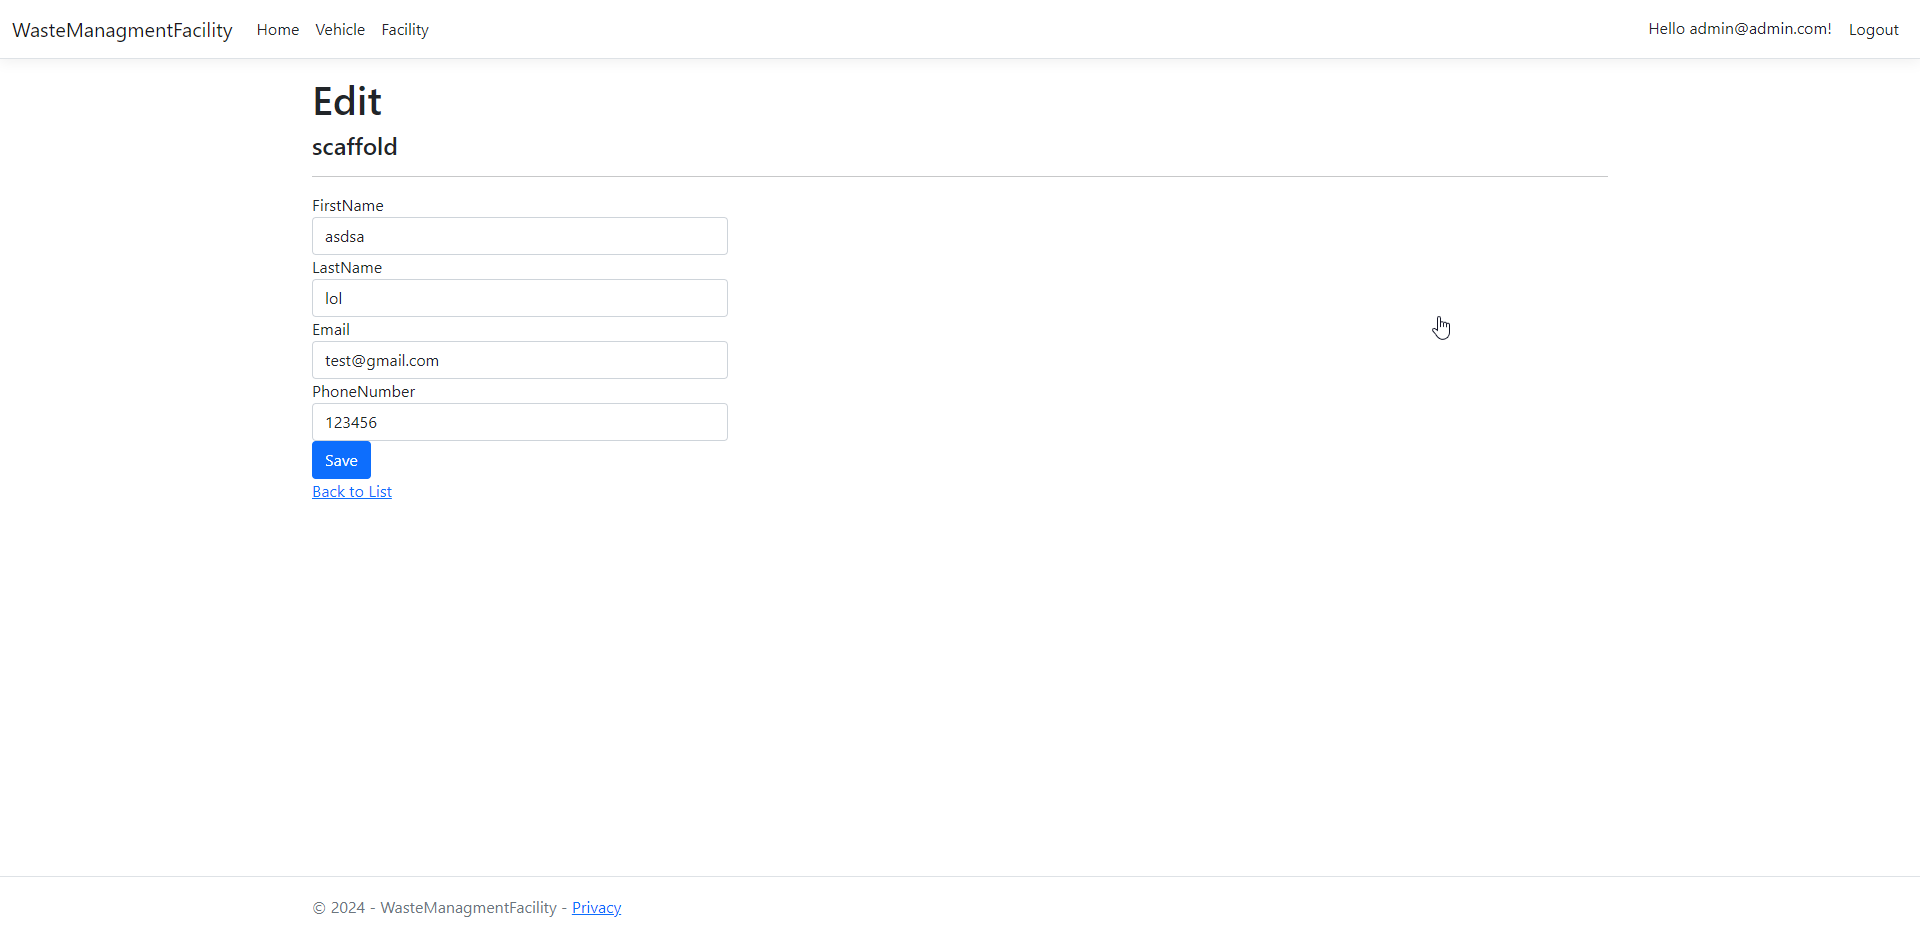 WasteManagmentFacility Home Vehicle Facility Hello admin@admin.com! Logout
Edit
scaffold
FirstName
asdsa
LastName
lol
Email
test@gmail.com
PhoneNumber
123456
Save
Back to List
© 2024 - WasteManagmentFacility - Privacy